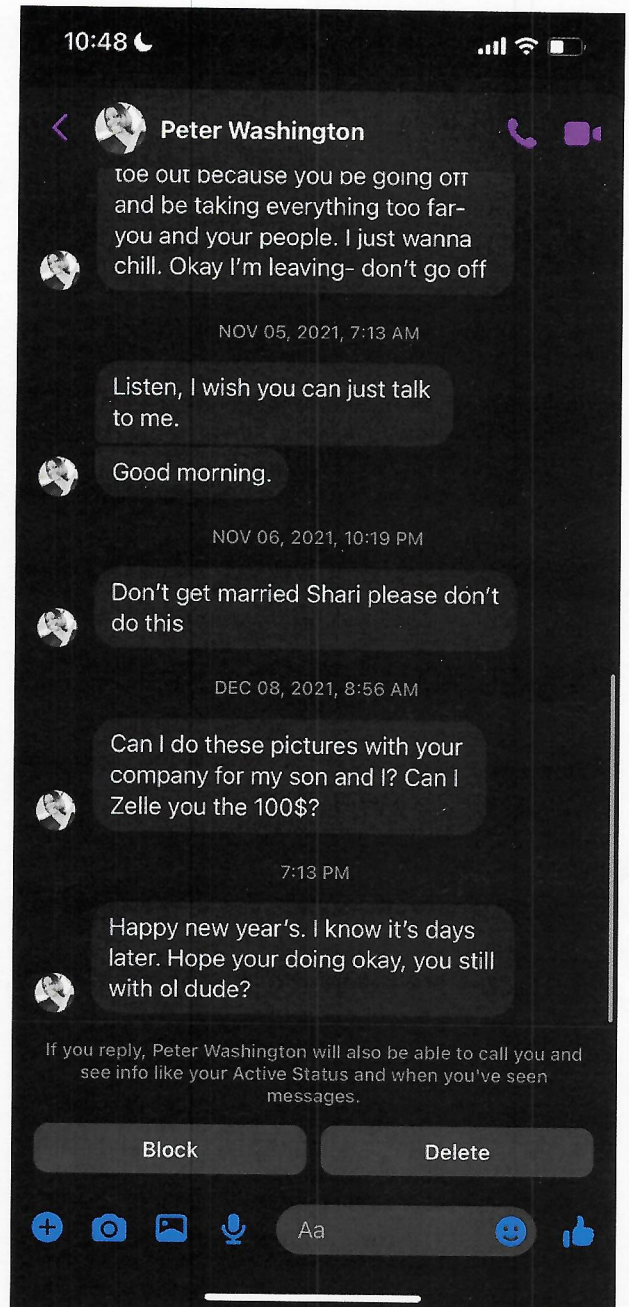 10:48
Peter Washington
toe out because you be going off
and be taking everything too far-
you and your people. I just wanna
chill. Okay I'm leaving- don't go off
NOV 05, 2021, 7:13 AM
Listen, I wish you can just talk
to me.
Good morning.
NOV 06, 2021, 10:19 PM
Don't get married Shari please don't
do this
DEC 08, 2021, 8:56 AM
Can I do these pictures with your
company for my son and I? Can I
Zelle you the 100$?
7:13 PM
Happy new year's. I know it's days
later. Hope your doing okay, you still
with ol dude?
If you reply, Peter Washington will also be able to call you and
see info like your Active Status and when you've seen
messages.
Block
Delete
Aa